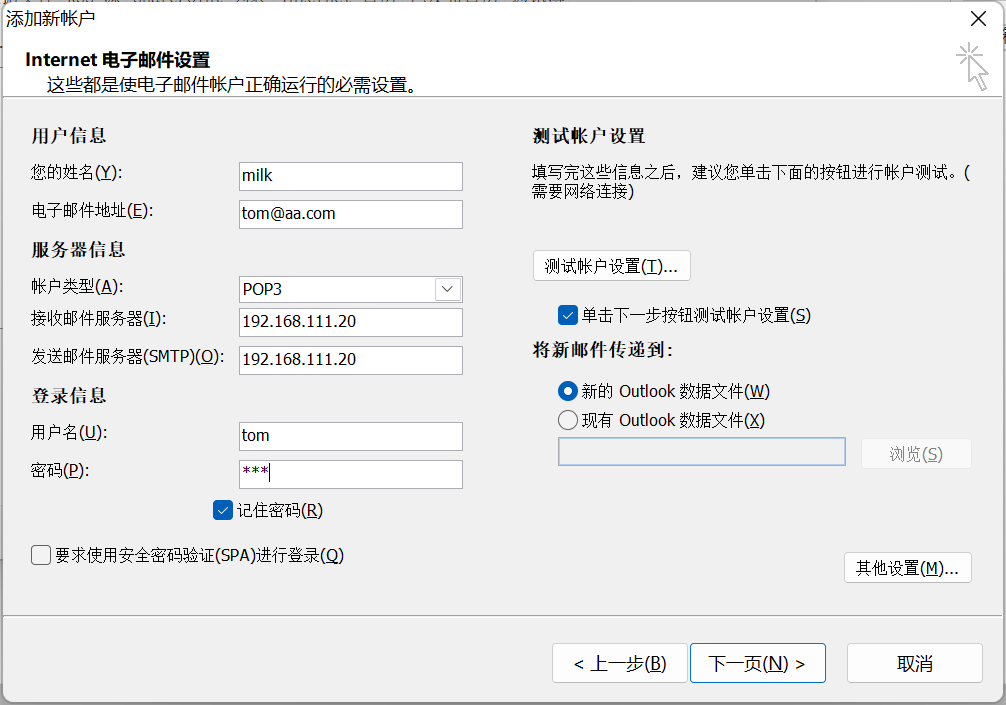 添加新帐户
Internet 电子邮件设置
这些都是使电子邮件帐户正确运行的必需设置。
用户信息
您的姓名(Y):
milk
电子邮件地址(E):
tom@aa.com
服务器信息
帐户类型(A):
POP3
接收邮件服务器(I):
192.168.111.20
发送邮件服务器(SMTP)(O):
192.168.111.20
登录信息
用户名(U):
tom
密码(P):
***
记住密码(R)
要求使用安全密码验证(SPA)进行登录(Q)
测试帐户设置
填写完这些信息之后，建议您单击下面的按钮进行帐户测试。(
需要网络连接)
测试帐户设置(T)...
单击下一步按钮测试帐户设置(S)
将新邮件传递到:
新的 Outlook 数据文件(W)
现有 Outlook 数据文件(X)
浏览(S)
其他设置(M)...
< 上一步(B)
下一页(N) >
取消